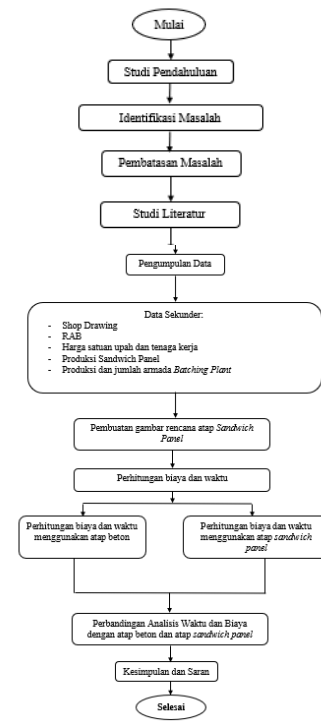 Mulai
Studi Pendahuluan
Identifikasi Masalah
Pembatasan Masalah
Studi Literatur
Pengumpulan Data
Data Sekunder:
- Shop Drawing
- RAB
- Harga satuan upah dan tenaga kerja
- Produksi Sandwich Panel
- Produksi dan jumlah armada Batching Plant
Pembuatan gambar rencana atap Sandwich
Panel
Perhitungan biaya dan waktu
Perhitungan biaya dan waktu
menggunakan atap beton
Perhitungan biaya dan waktu
menggunakan atap sandwich
panel
Perbandingan Analisis Waktu dan Biaya
dengan atap beton dan atap sandwich panel
Kesimpulan dan Saran
Selesai